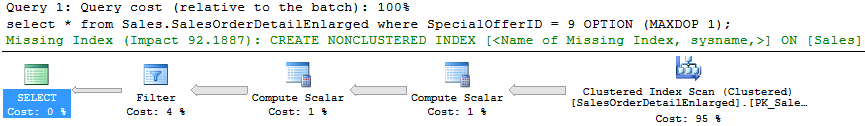 Query 1: Query cost (relative to the batch): 100%
select * from Sales.SalesOrderDetailEnlarged where SpecialOfferID = 9 OPTION (MAXDOP 1);
Missing Index (Impact 92.1887): CREATE NONCLUSTERED INDEX [<Name of Missing Index, sysname,>] ON [Sales]
SELECT
Cost: 0 %
Filter
Cost: 4 %
Compute Scalar
Cost: 1 %
Compute Scalar
Cost: 1 %
Clustered Index Scan (Clustered)
[SalesOrderDetailEnlarged].[PK_Sale…
Cost: 95 %